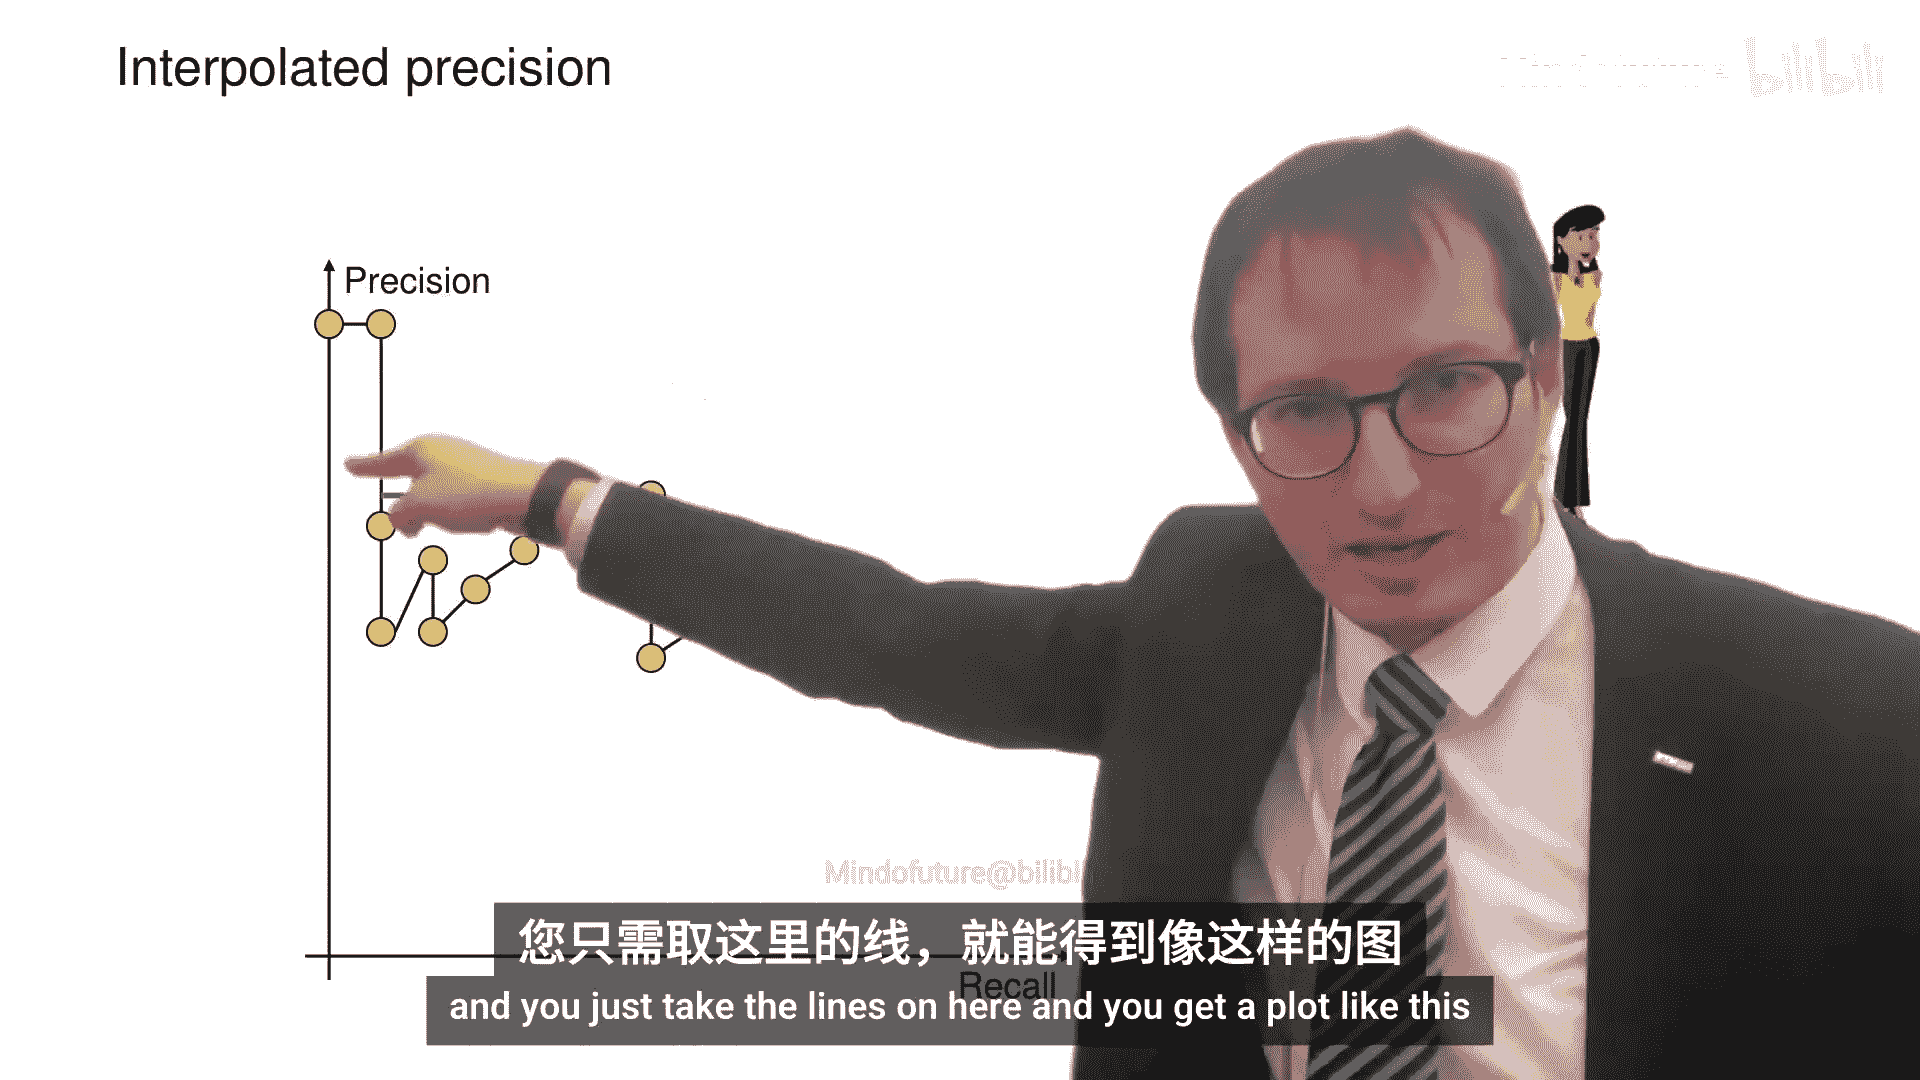 Interpolated precision
bilibili
Precision
Mindofuture@bilibi
您只需取这里的线，就能得到像这样的图
Recall
and you just take the lines on here and you get a plot like this